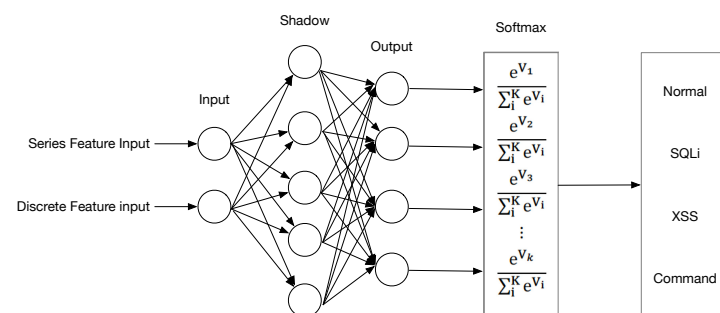 Shadow
Softmax
Output
Input
Series Feature Input
Discrete Feature input
e^V_1
∑_i^K e^V_i
e^V_2
∑_i^K e^V_i
e^V_3
∑_i^K e^V_i
⋮
e^V_k
∑_i^K e^V_i
Normal
SQLi
XSS
Command